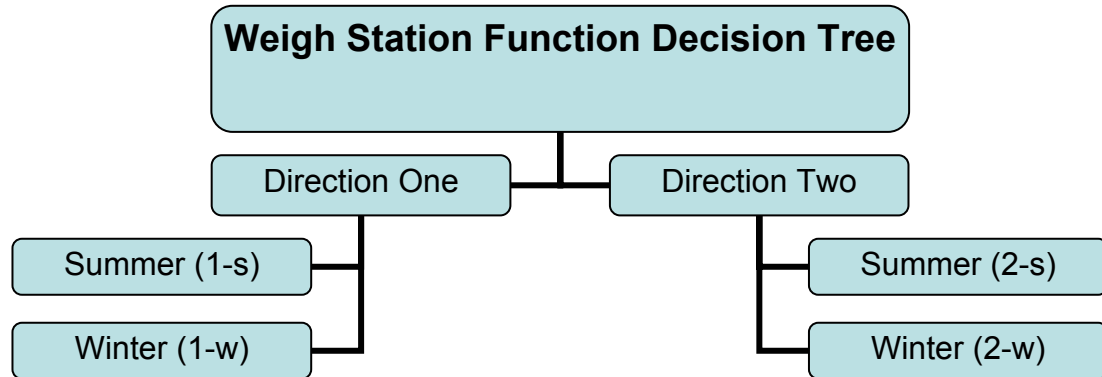 Weigh Station Function Decision Tree
Direction One
Direction Two
Summer (1-s)
Summer (2-s)
Winter (1-w)
Winter (2-w)